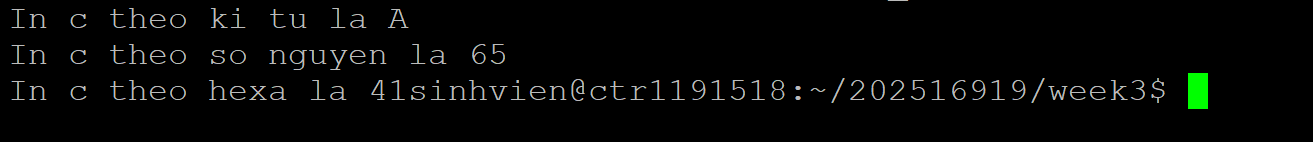 In c theo ki tu la A
In c theo so nguyen la 65
In c theo hexa la 41sinhvien@ctr1191518:~/202516919/week3$